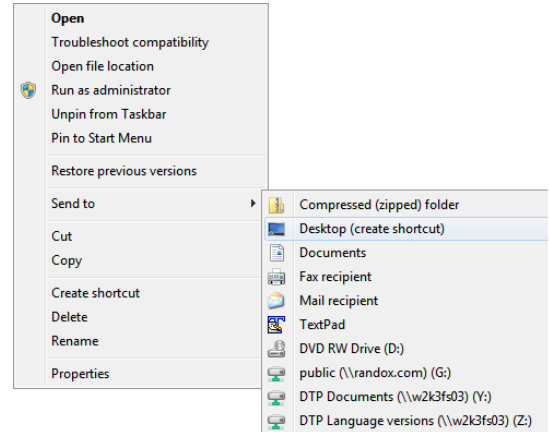 Open
Troubleshoot compatibility
Open file location
Run as administrator
Unpin from Taskbar
Pin to Start Menu
Restore previous versions
Send to
Cut
Copy
Create shortcut
Delete
Rename
Properties
Compressed (zipped) folder
Desktop (create shortcut)
Documents
Fax recipient
Mail recipient
TextPad
DVD RW Drive (D:)
public (\\randox.com) (G:)
DTP Documents (\\w2k3fs03) (Y:)
DTP Language versions (\\w2k3fs03) (Z:)